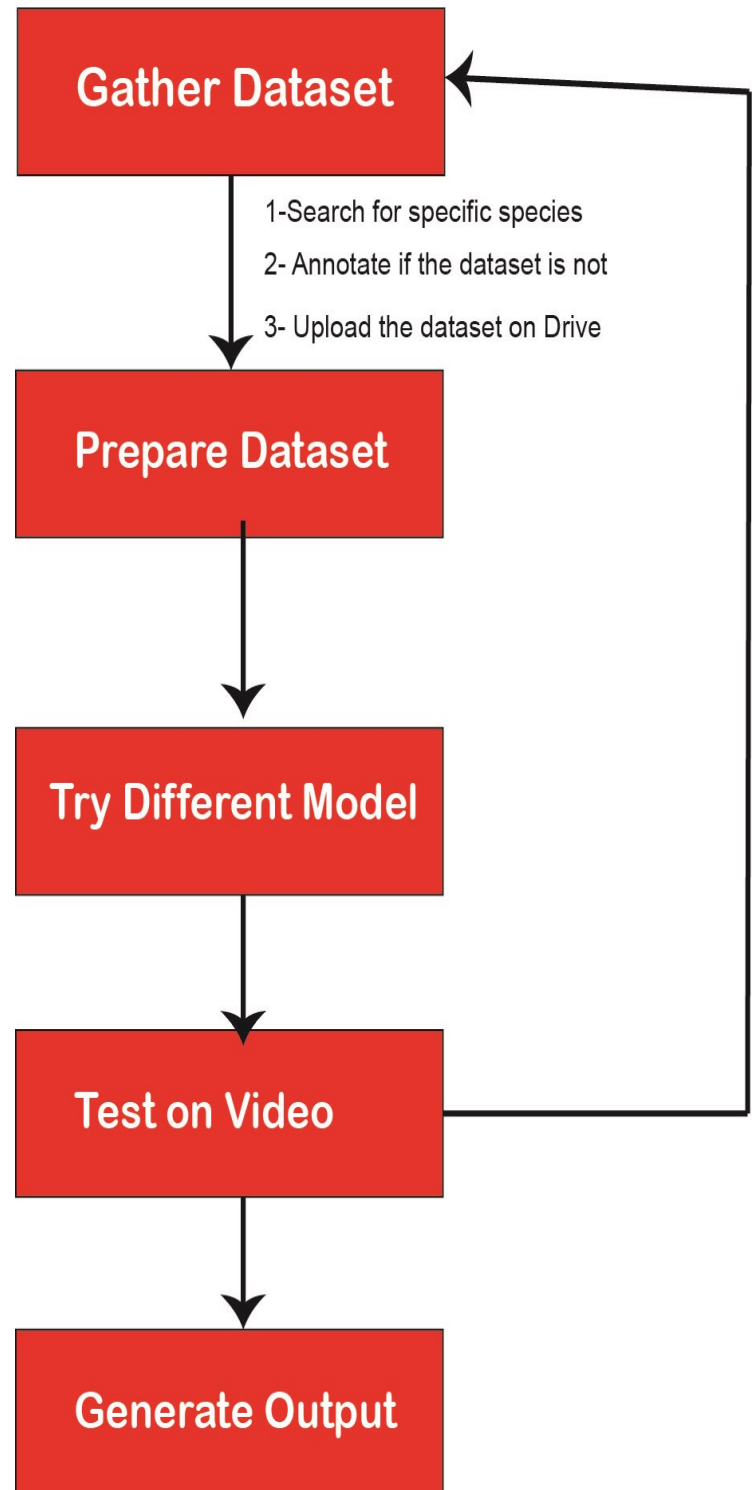 Gather Dataset
1-Search for specific species
2- Annotate if the dataset is not
3- Upload the dataset on Drive
Prepare Dataset
Try Different Model
Test on Video
Generate Output